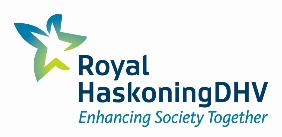 Royal
HaskoningDHV
Enhancing Society Together